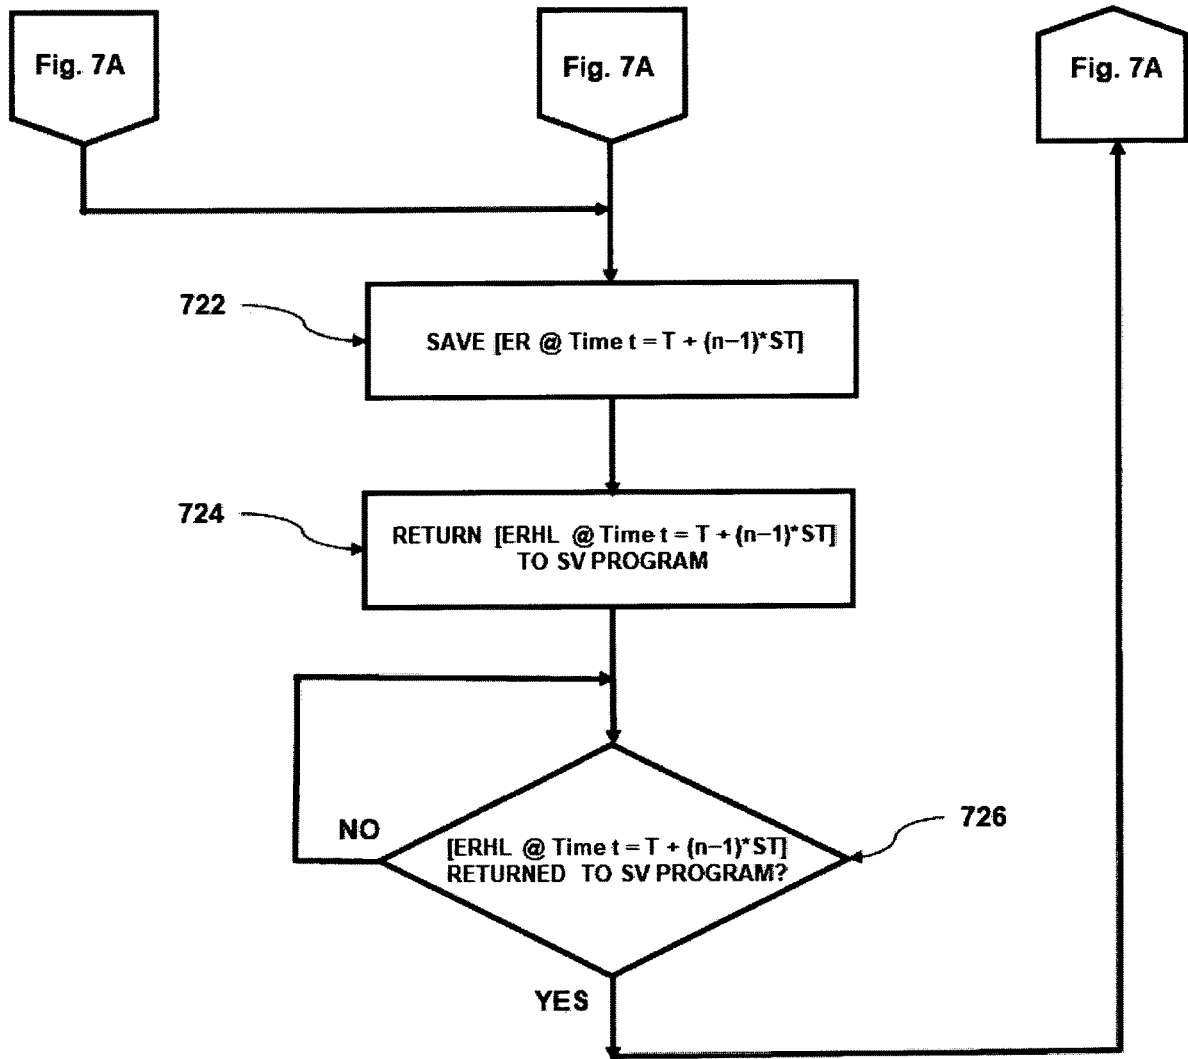 Fig. 7A
Fig. 7A
Fig. 7A
722
SAVE [ER @ Time t = T + (n–1)*ST]
724
RETURN [ERHL @ Time t = T + (n–1)*ST]
TO SV PROGRAM
NO
726
[ERHL @ Time t = T + (n–1)*ST]
RETURNED TO SV PROGRAM?
YES